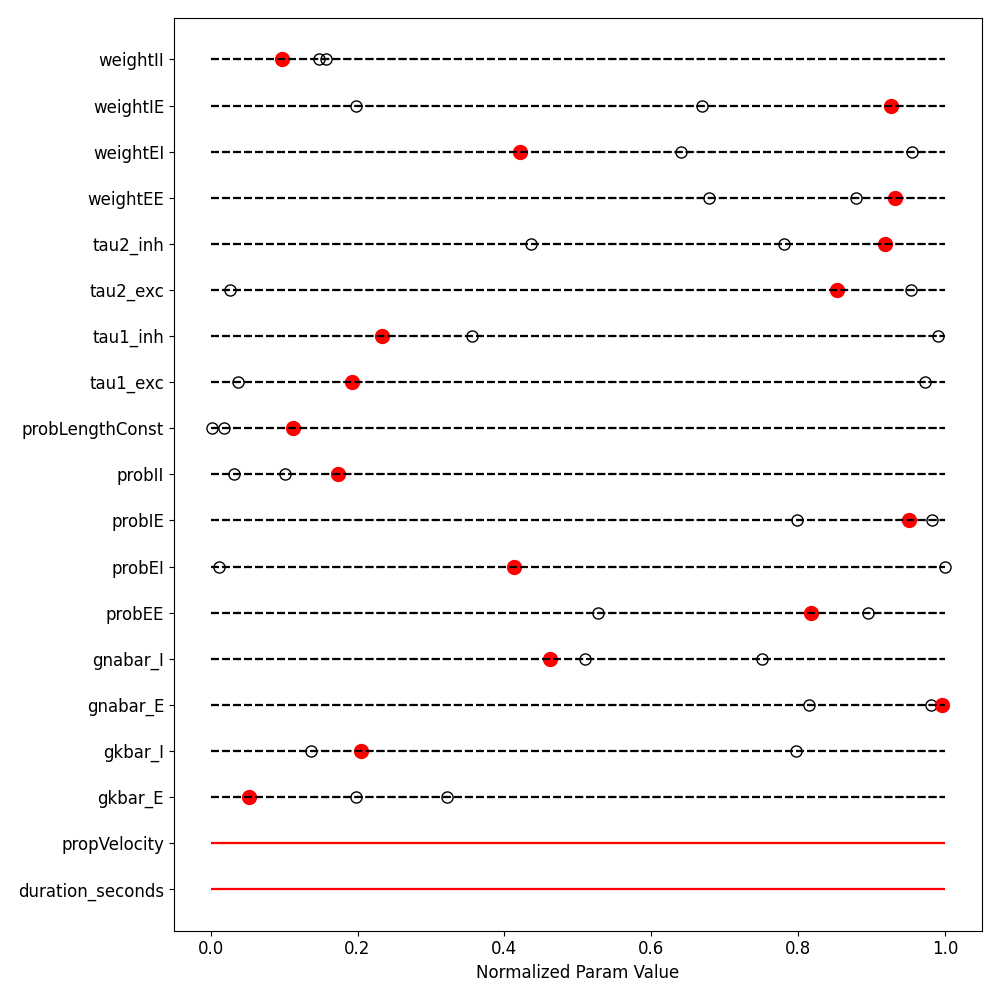 weightII
weightIE
weightEI
weightEE
tau2_inh
tau2_exc
tau1_inh
tau1_exc
probLengthConst
probII
probIE
probEI
probEE
gnabar_I
gnabar_E
gkbar_I
gkbar_E
propVelocity
duration_seconds
0.0 0.2 0.4 0.6 0.8 1.0
Normalized Param Value